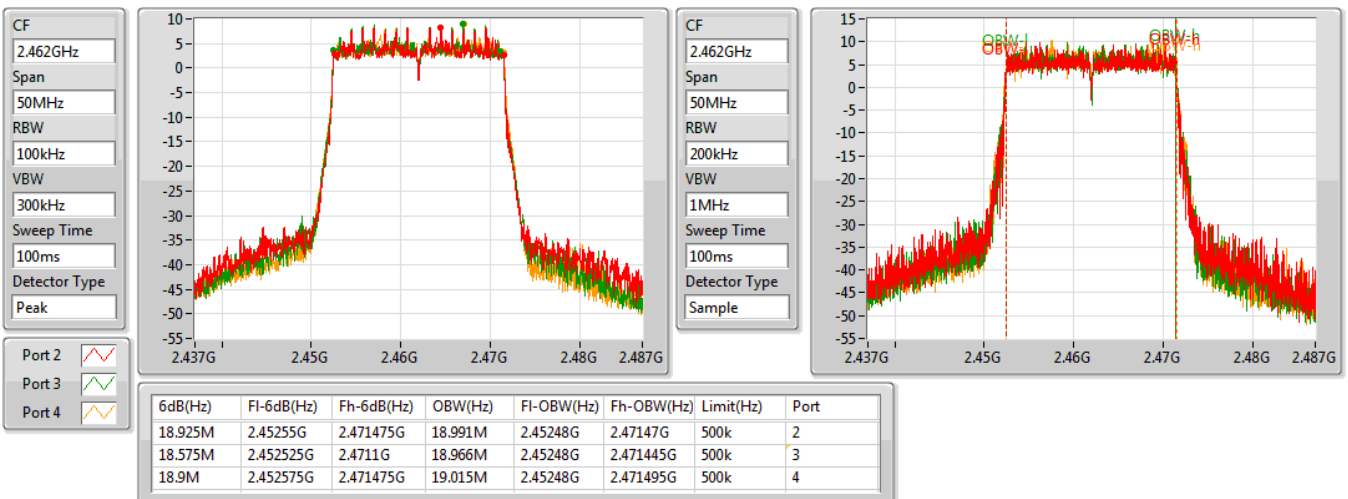 CF
2.462GHz
Span
50MHz
RBW
100kHz
VBW
300kHz
Sweep Time
100ms
Detector Type
Peak
10
5
0
-5
-10
-15
-20
-25
-30
-35
-40
-45
-50
-55
2.437G 2.45G 2.46G 2.47G 2.48G 2.487G
CF
2.462GHz
Span
50MHz
RBW
200kHz
VBW
1MHz
Sweep Time
100ms
Detector Type
Sample
15
10
5
0
-5
-10
-15
-20
-25
-30
-35
-40
-45
-50
-55
OBW-l OBW-h
2.437G 2.45G 2.46G 2.47G 2.48G 2.487G
Port 2
Port 3
Port 4
6dB(Hz) Fl-6dB(Hz) Fh-6dB(Hz) OBW(Hz) Fl-OBW(Hz) Fh-OBW(Hz) Limit(Hz) Port
18.925M 2.45255G 2.471475G 18.991M 2.45248G 2.47147G 500k 2
18.575M 2.452525G 2.4711G 18.966M 2.45248G 2.471445G 500k 3
18.9M 2.452575G 2.471475G 19.015M 2.45248G 2.471495G 500k 4